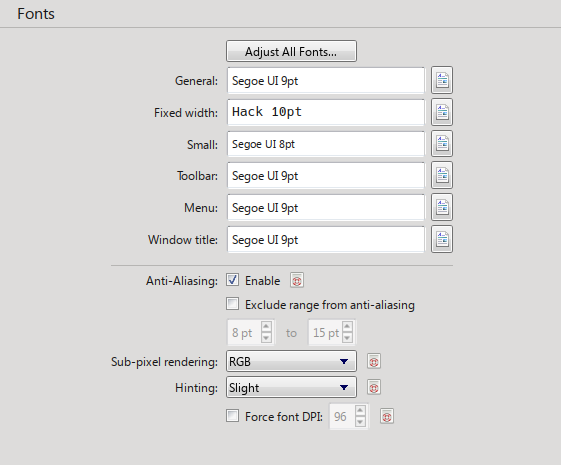 Fonts
Adjust All Fonts...
General: Segoe UI 9pt
Fixed width: Hack 10pt
Small: Segoe UI 8pt
Toolbar: Segoe UI 9pt
Menu: Segoe UI 9pt
Window title: Segoe UI 9pt
Anti-Aliasing: Enable
Exclude range from anti-aliasing
8 pt to 15 pt
Sub-pixel rendering: RGB
Hinting: Slight
Force font DPI: 96